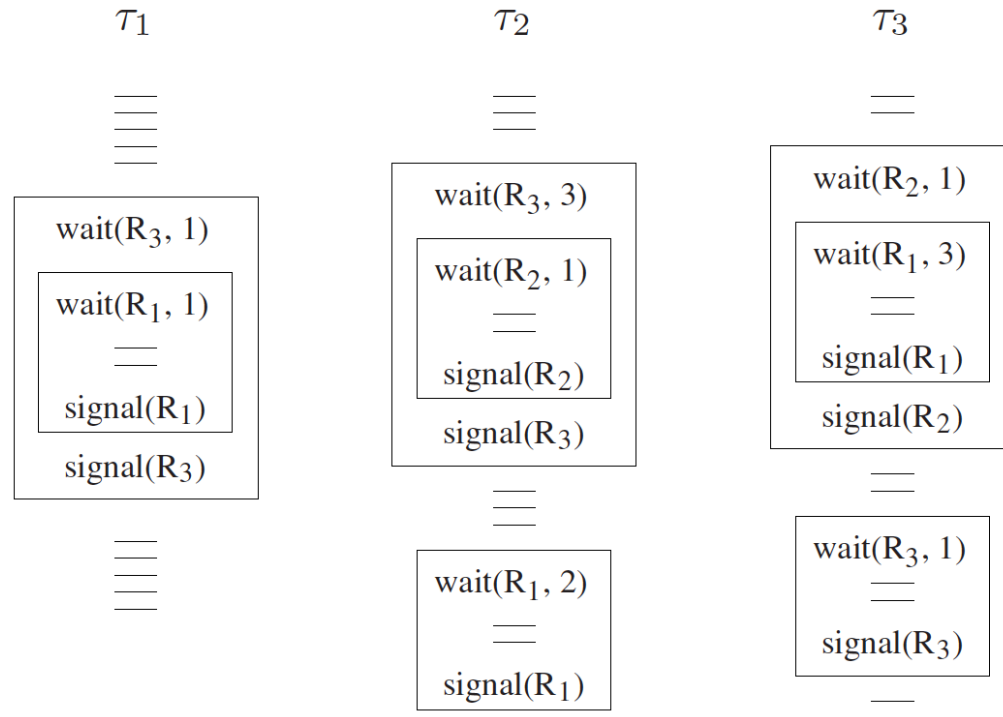 τ1
wait(R3, 1)
wait(R1, 1)
signal(R1)
signal(R3)
τ2
wait(R3, 3)
wait(R2, 1)
signal(R2)
signal(R3)
wait(R1, 2)
signal(R1)
τ3
wait(R2, 1)
wait(R1, 3)
signal(R1)
signal(R2)
wait(R3, 1)
signal(R3)